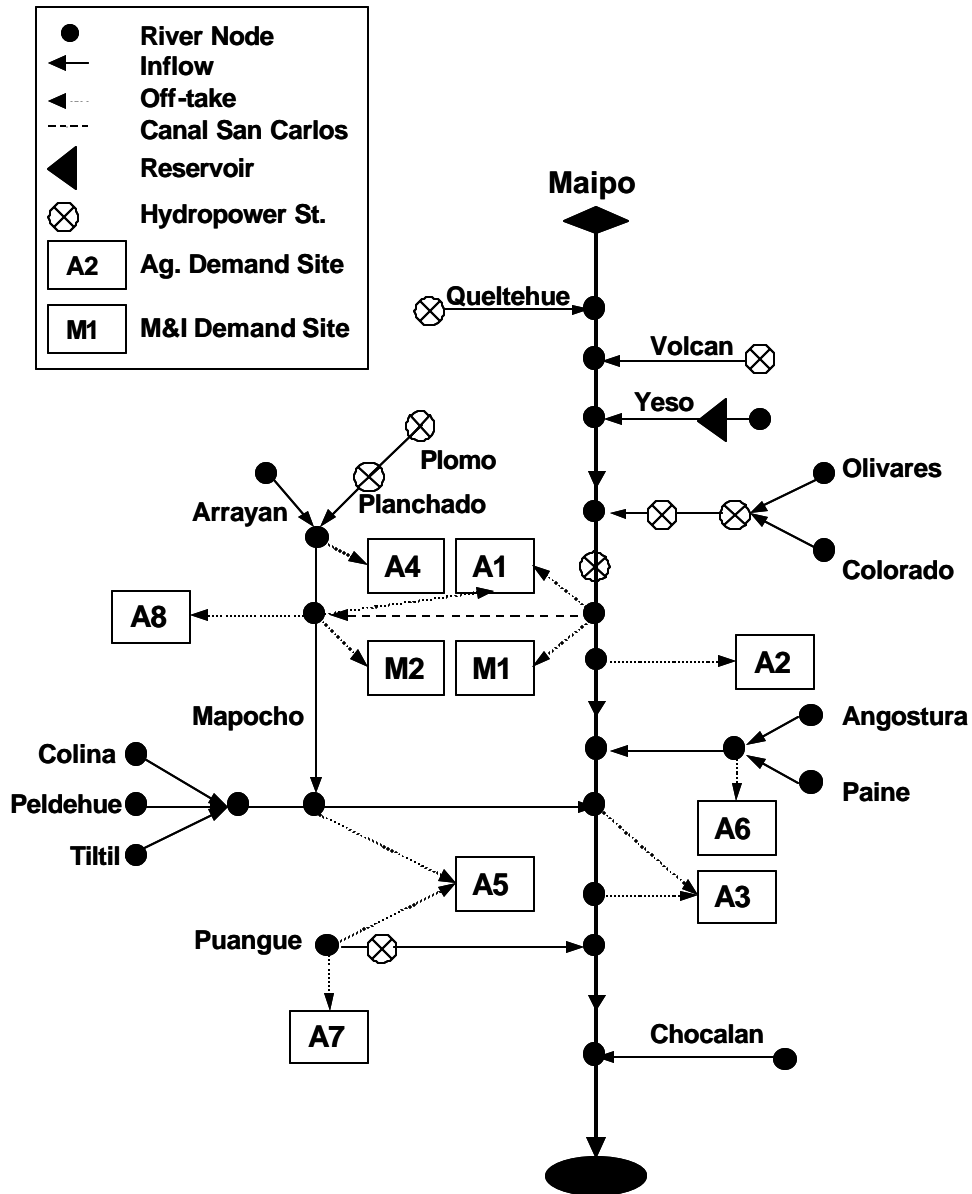 River Node
Inflow
Off-take
Canal San Carlos
Reservoir
Hydropower St.
A2 Ag. Demand Site
M1 M&I Demand Site
Maipo
Queltehue
Volcan
Yeso
Plomo
Olivares
Planchado
Arrayan
A4 A1
Colorado
A8
M2 M1
A2
Mapocho
Angostura
Colina
Peldehue
Paine
A6
Tiltil
A5
A3
Puangue
A7
Chocalan